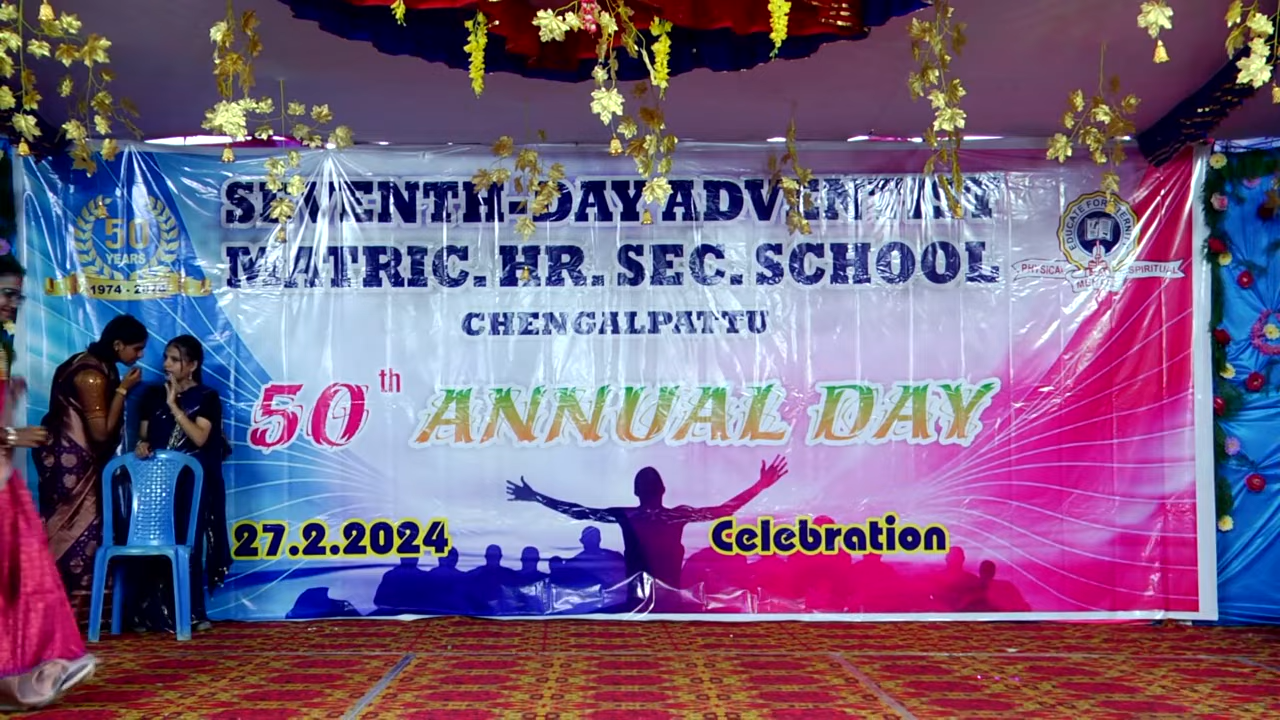 SEVENTH-DAY ADVENTIST
MATRIC. HR. SEC. SCHOOL
CHENGALPATTU
50
YEARS
EDUCATE FOR ETERNITY
PHYSICAL
SPIRITUAL
50th ANNUAL DAY
27.2.2024
Celebration